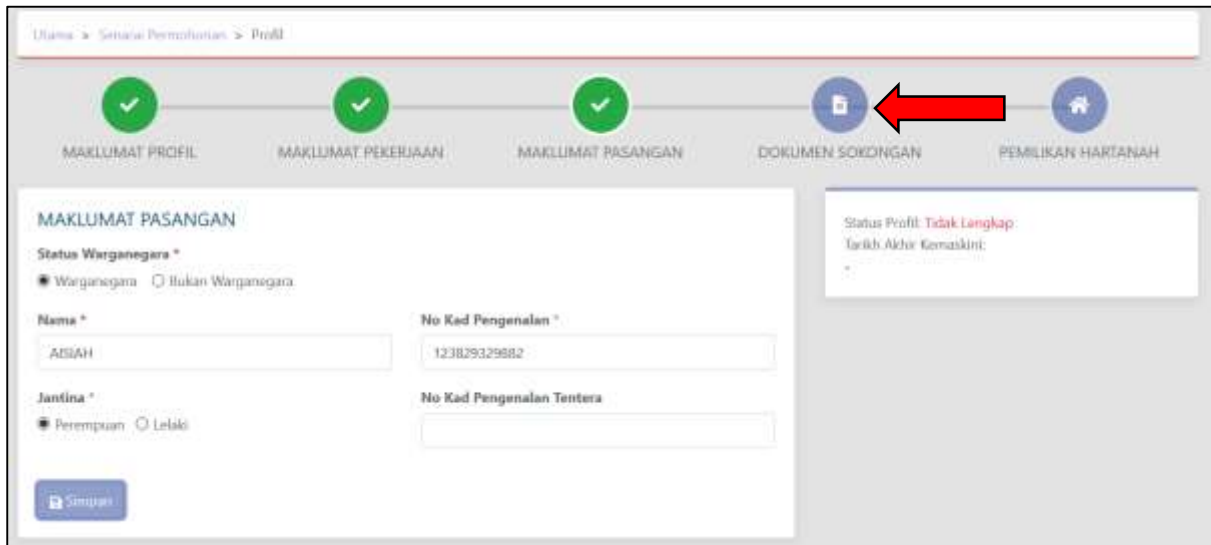 Utama > Senarai Permohonan > Profil
MAKLUMAT PROFIL
MAKLUMAT PEKERJAAN
MAKLUMAT PASANGAN
DOKUMEN SOKONGAN
PEMILIKAN HARTANAH
MAKLUMAT PASANGAN
Status Warganegara *
Warganegara Bukan Warganegara
Nama * No Kad Pengenalan *
AISIAH 123829329882
Jantina * No Kad Pengenalan Tentera
Perempuan Lelaki
Simpan
Status Profil: Tidak Lengkap
Tarikh Akhir Kemaskini:
-